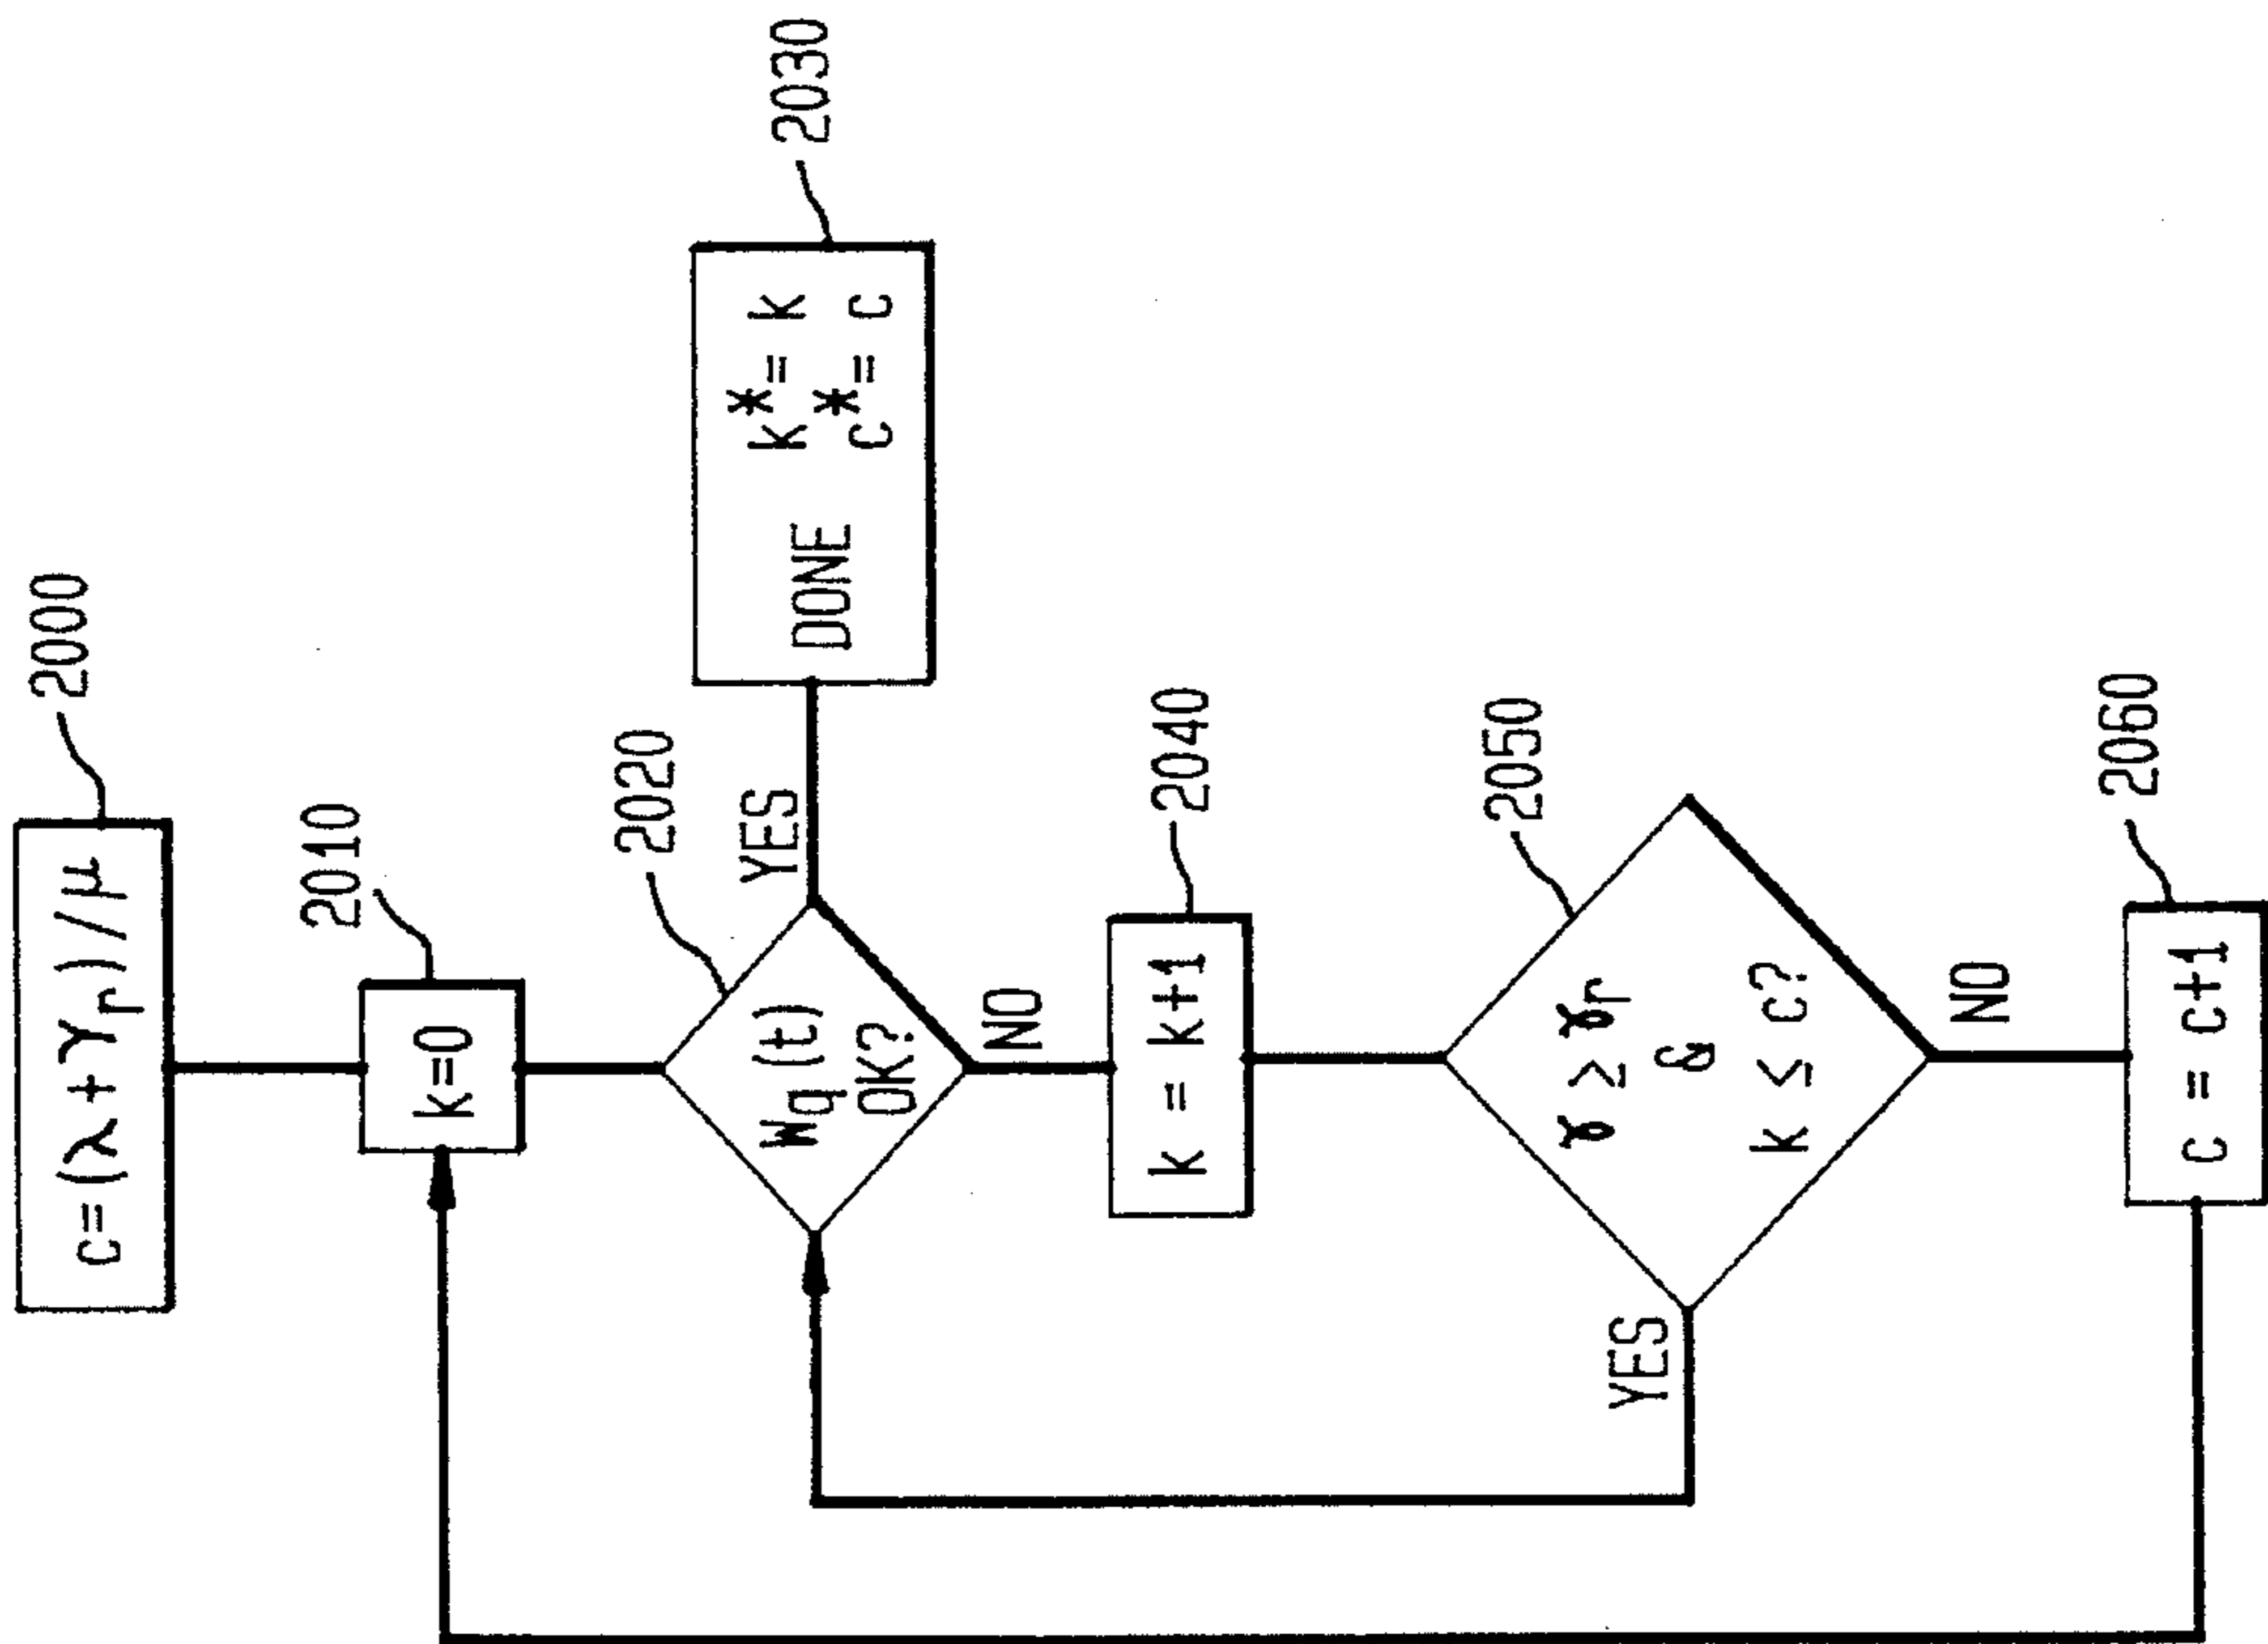 2000
c=(λ+γr)//μ
2010
k=0
2020
Wq(t)
OK?
YES
2030
DONE
k*=k
c*=c
NO
2040
k = k+1
2050
γ ≥ γr
&
k ≤ c?
YES
NO
2060
c = c+1